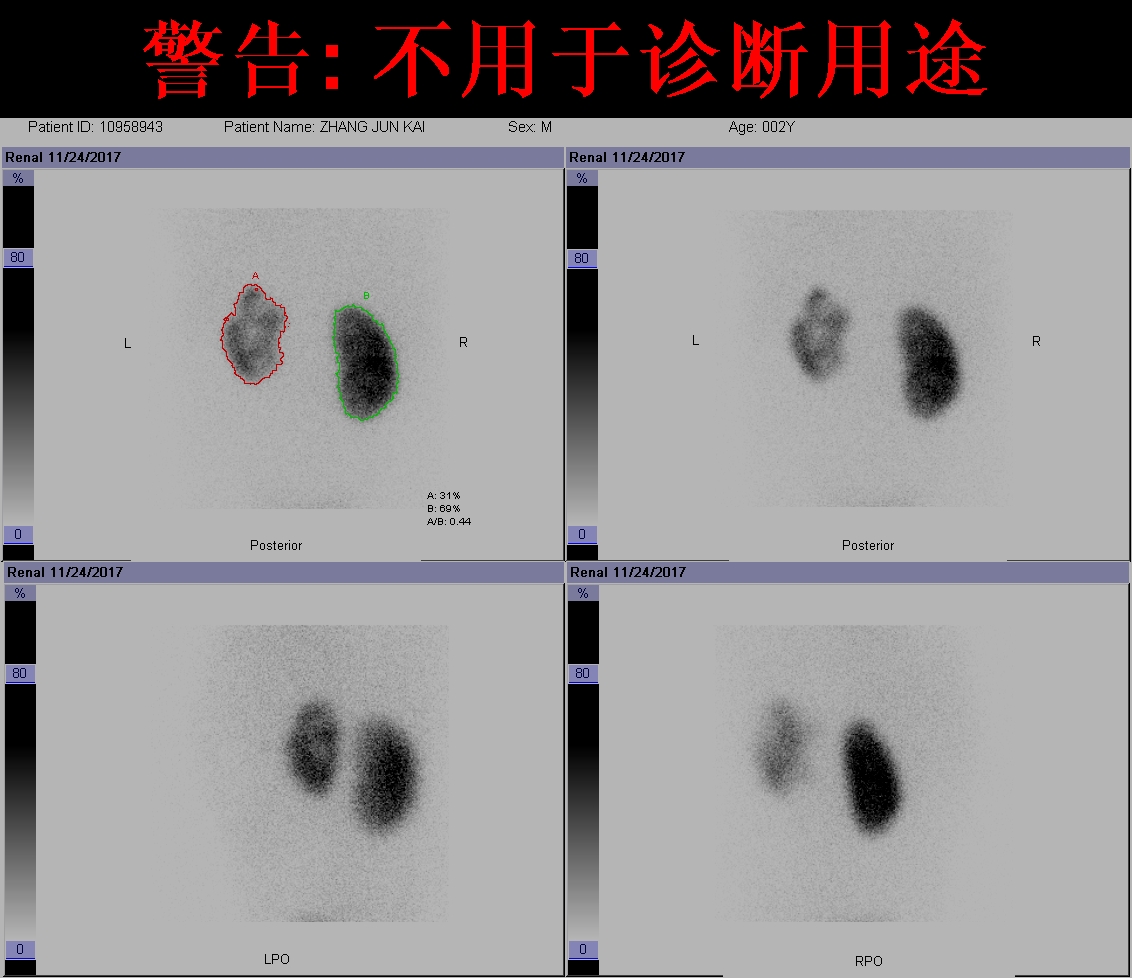 警告: 不用于诊断用途
Patient ID: 10958943 Patient Name: ZHANG JUN KAI Sex: M Age: 002Y
Renal 11/24/2017
%
80
A
B
L
R
A: 31%
B: 69%
A/B: 0.44
0
Posterior
Renal 11/24/2017
%
80
L
R
0
Posterior
Renal 11/24/2017
%
80
0
LPO
Renal 11/24/2017
%
80
0
RPO